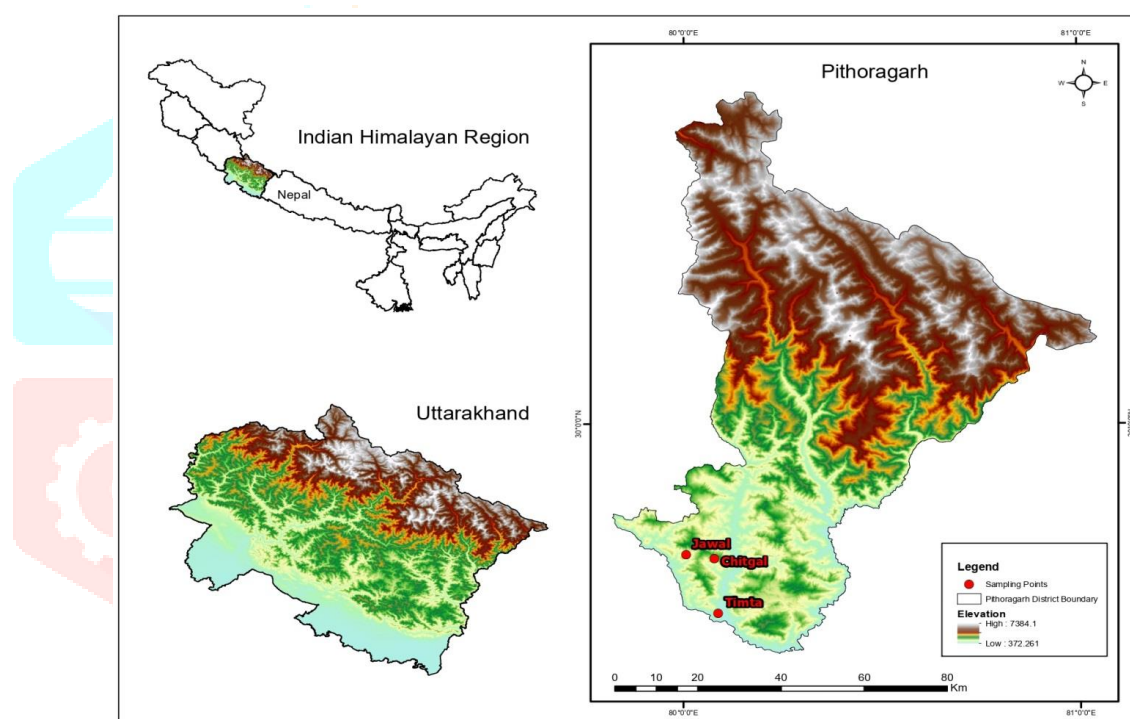 Indian Himalayan Region
Nepal
Uttarakhand
80°0'0"E
81°0'0"E
Pithoragarh
N
W
E
S
30°0'0"N
Jawal
Chitgal
Timta
Legend
Sampling Points
Pithoragarh District Boundary
Elevation
High : 7384.1
Low : 372.261
0 10 20 40 60 80
Km
80°0'0"E
81°0'0"E